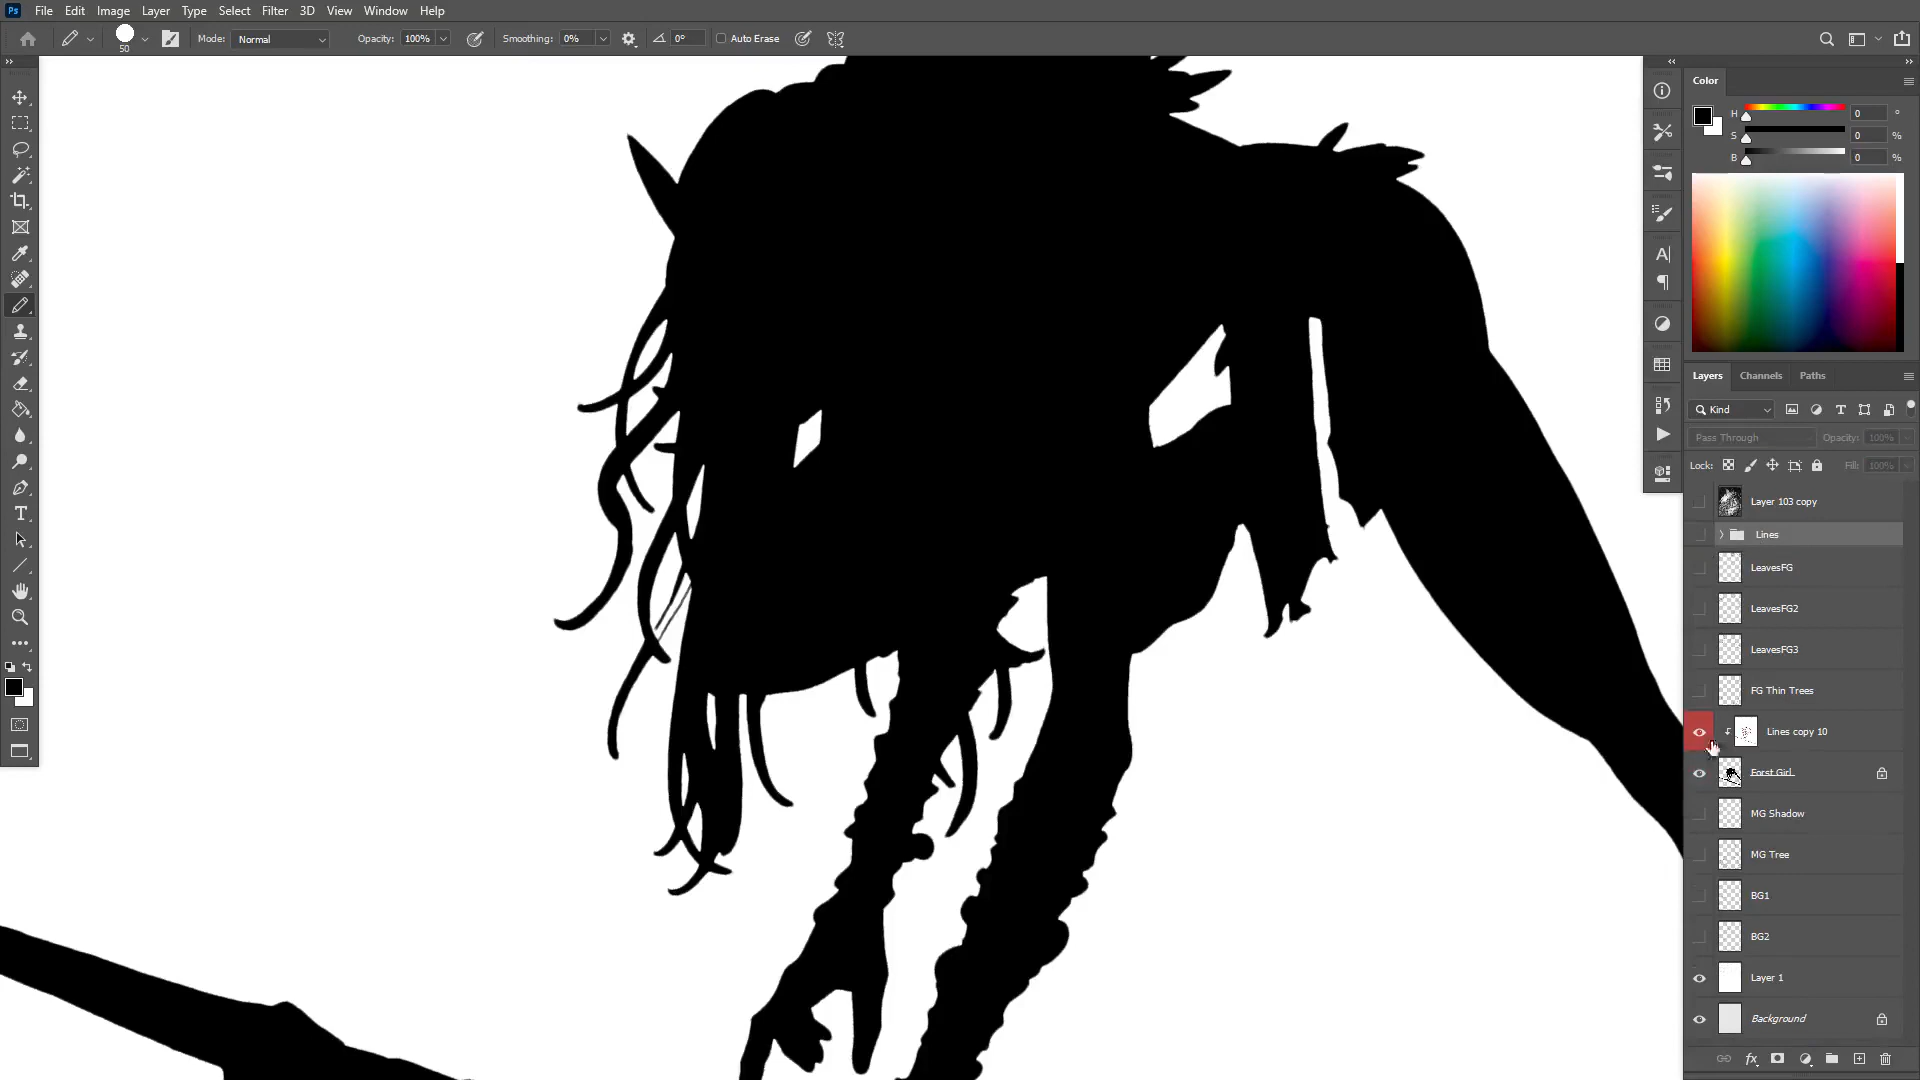 Ps File Edit Image Layer Type Select Filter 3D View Window Help
50 Mode: Normal Opacity: 100% Smoothing: 0% 0° Auto Erase
Color
H 0 °
S 0 %
B 0 %
Layers Channels Paths
Kind
Pass Through Opacity: 100%
Lock: Fill: 100%
Layer 103 copy
Lines
LeavesFG
LeavesFG2
LeavesFG3
FG Thin Trees
Lines copy 10
Forst Girl
MG Shadow
MG Tree
BG1
BG2
Layer 1
Background